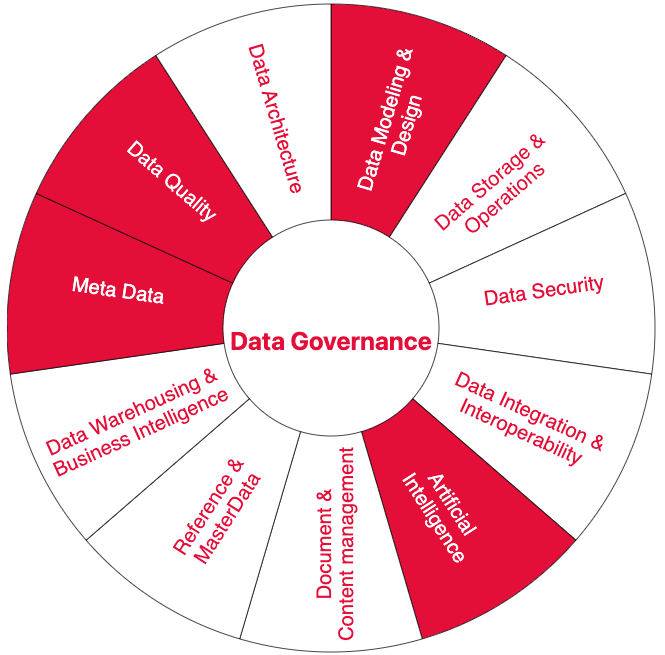 Data Architecture
Data Modeling &
Design
Data Storage &
Operations
Data Security
Data Integration &
Interoperability
Artificial
Intelligence
Document &
Content management
Reference &
MasterData
Data Warehousing &
Business Intelligence
Meta Data
Data Quality
Data Governance